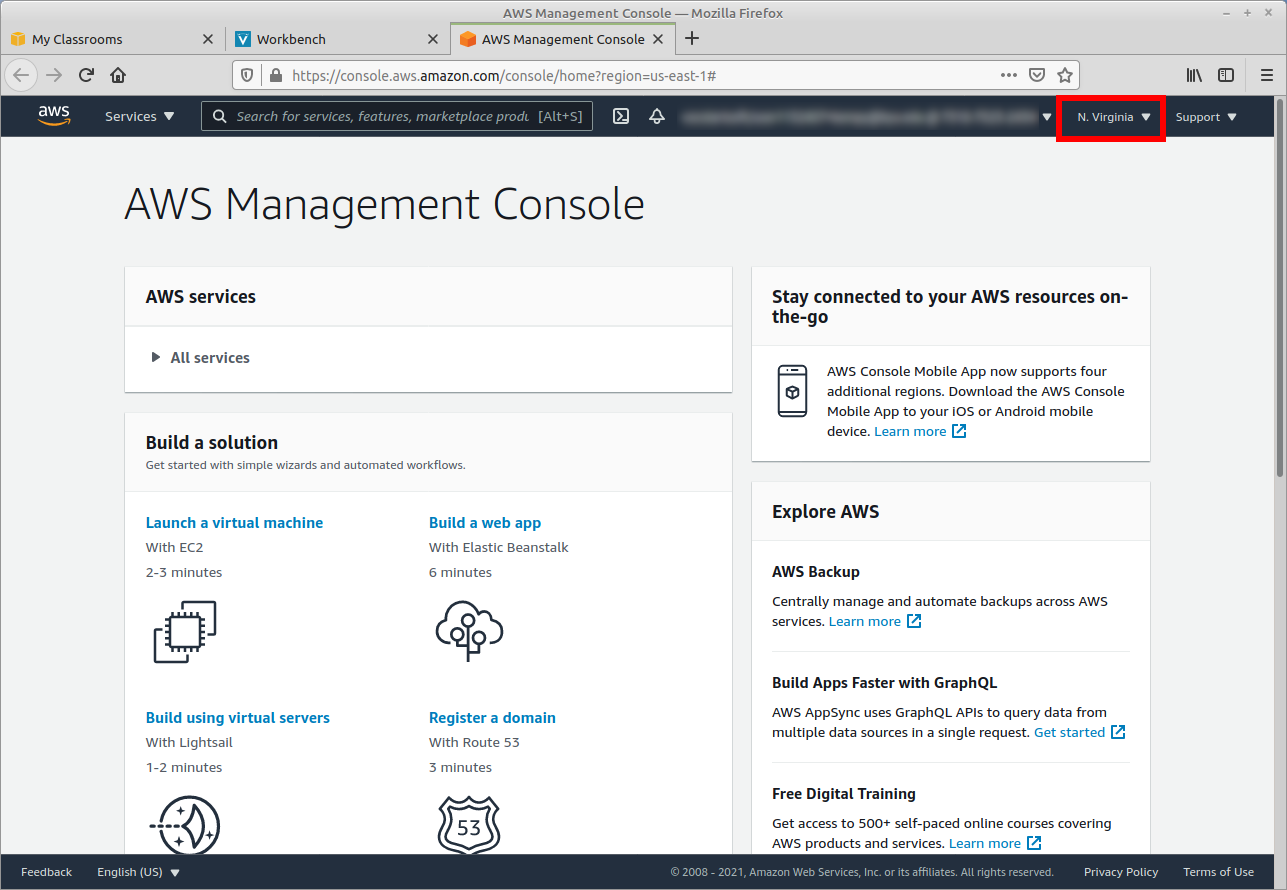 AWS Management Console — Mozilla Firefox
My Classrooms
Workbench
AWS Management Console
https://console.aws.amazon.com/console/home?region=us-east-1#
aws
Services
Search for services, features, marketplace produ [Alt+S]
N. Virginia
Support
AWS Management Console
AWS services
All services
Build a solution
Get started with simple wizards and automated workflows.
Launch a virtual machine
With EC2
2-3 minutes
Build a web app
With Elastic Beanstalk
6 minutes
Build using virtual servers
With Lightsail
1-2 minutes
Register a domain
With Route 53
3 minutes
53
Stay connected to your AWS resources on-
the-go
AWS Console Mobile App now supports four
additional regions. Download the AWS Console
Mobile App to your iOS or Android mobile
device. Learn more
Explore AWS
AWS Backup
Centrally manage and automate backups across AWS
services. Learn more
Build Apps Faster with GraphQL
AWS AppSync uses GraphQL APIs to query data from
multiple data sources in a single request. Get started
Free Digital Training
Get access to 500+ self-paced online courses covering
AWS products and services. Learn more
Feedback
English (US)
© 2008 - 2021, Amazon Web Services, Inc. or its affiliates. All rights reserved.
Privacy Policy
Terms of Use